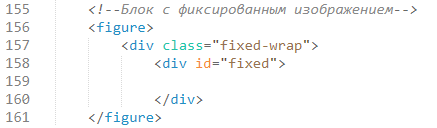 155 <!--Блок с фиксированным изображением-->
156 <figure>
157 <div class="fixed-wrap">
158 <div id="fixed">
159
160 </div>
161 </figure>